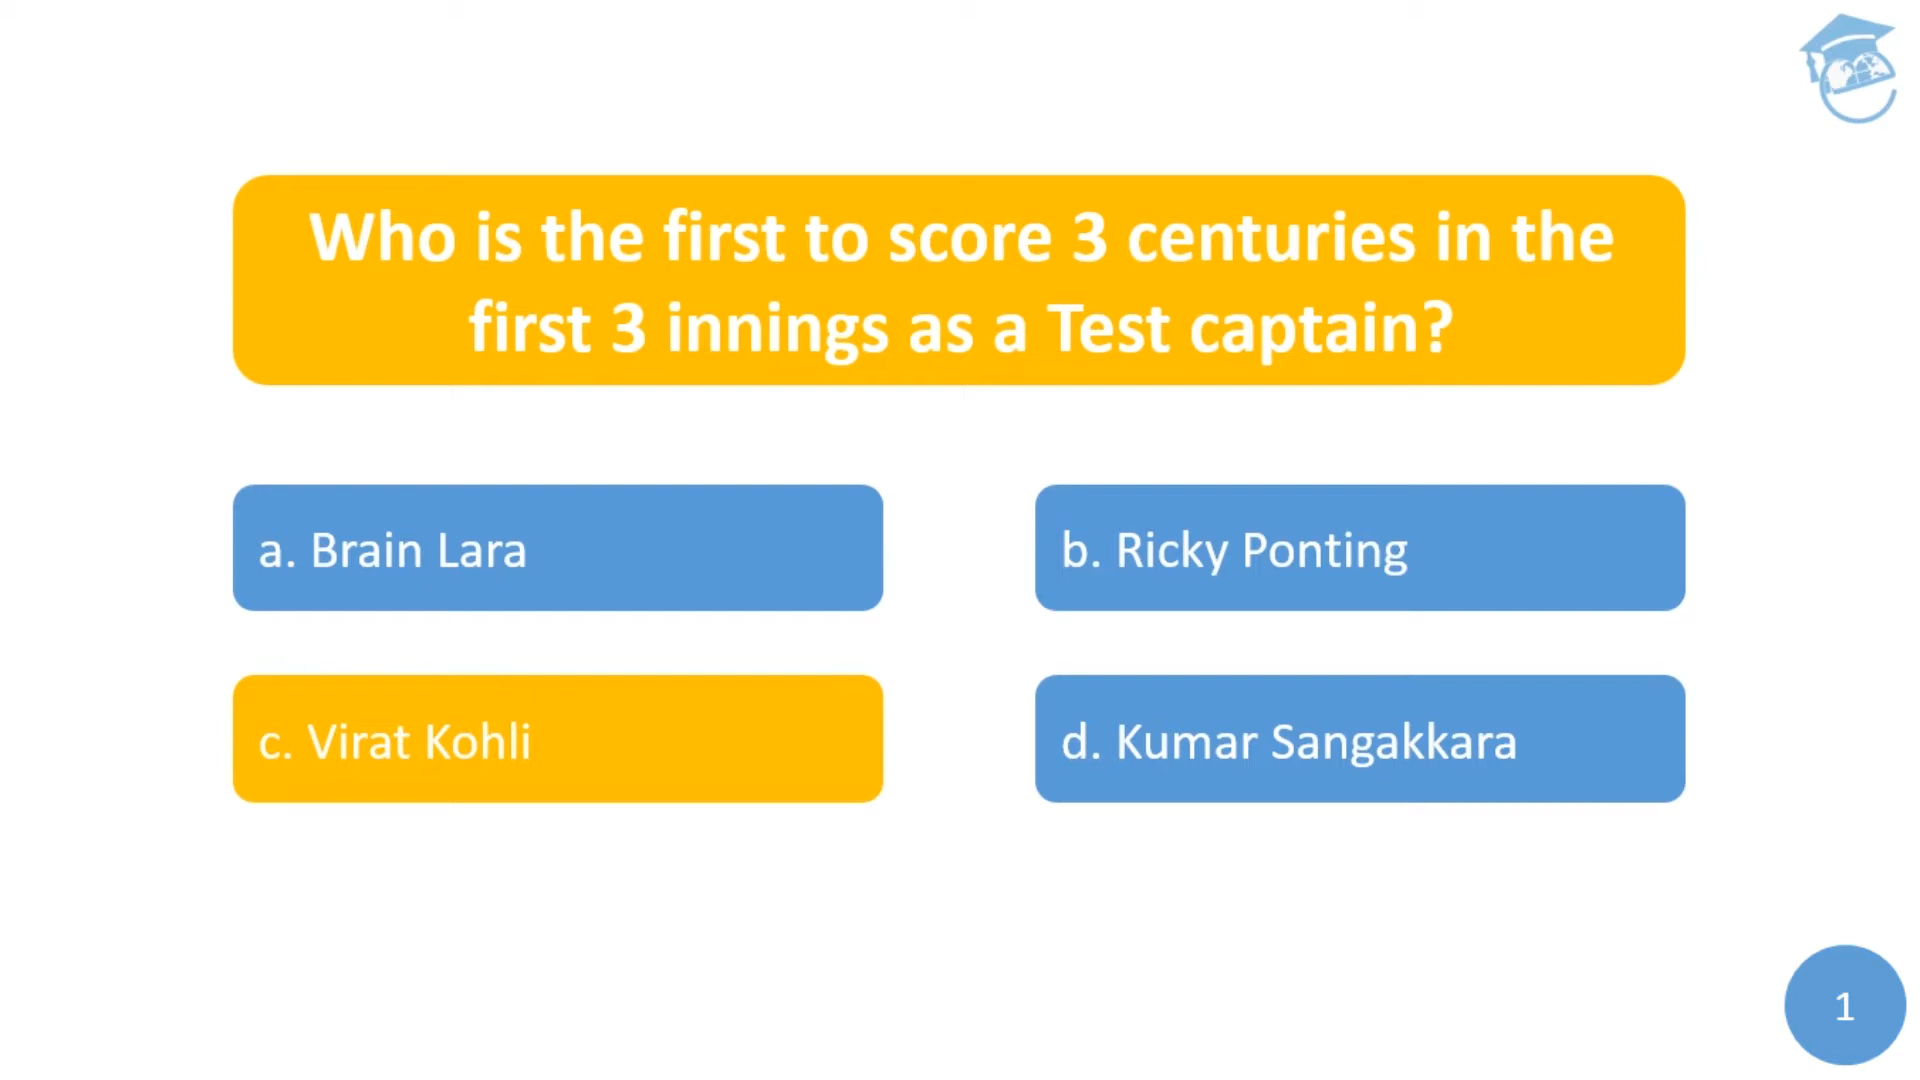 Who is the first to score 3 centuries in the
first 3 innings as a Test captain?
a. Brain Lara
b. Ricky Ponting
c. Virat Kohli
d. Kumar Sangakkara
1